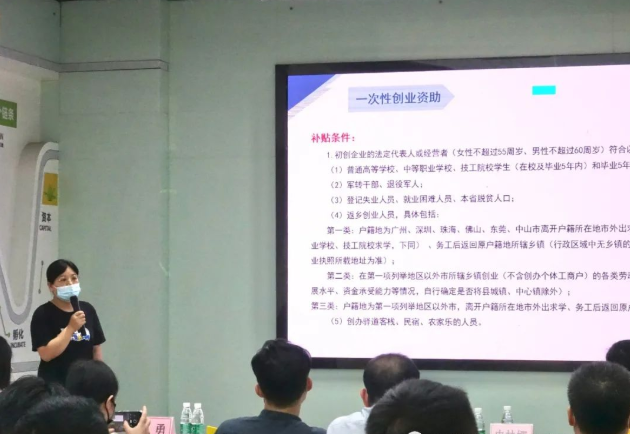 一次性创业资助
补贴条件：
1.初创企业的法定代表人或经营者（女性不超过55周岁、男性不超过60周岁）符合
（1）普通高等学校、中等职业学校、技工院校学生（在校及毕业5年内）和毕业5年
（2）军转干部、退役军人；
（3）登记失业人员、就业困难人员、本省脱贫人口；
（4）返乡创业人员，具体包括：
第一类：户籍地为广州、深圳、珠海、佛山、东莞、中山市离开户籍所在地市外出
业学校、技工院校求学，下同）、务工后返回原户籍地所辖乡镇（行政区域中无乡镇的
业执照所载地址为准）；
第二类：在第一项列举地区以外市所辖乡镇创业（不含创办个体工商户）的各类劳
展水平、资金承受能力等情况，自行确定是否将县城镇、中心镇除外）；
第三类：户籍地为第一项列举地区以外市，离开户籍所在地市外出求学、务工后返回原
（5）创办驿道客栈、民宿、农家乐的人员。
资本
CAPITAL
孵化
INCUBATE
勇